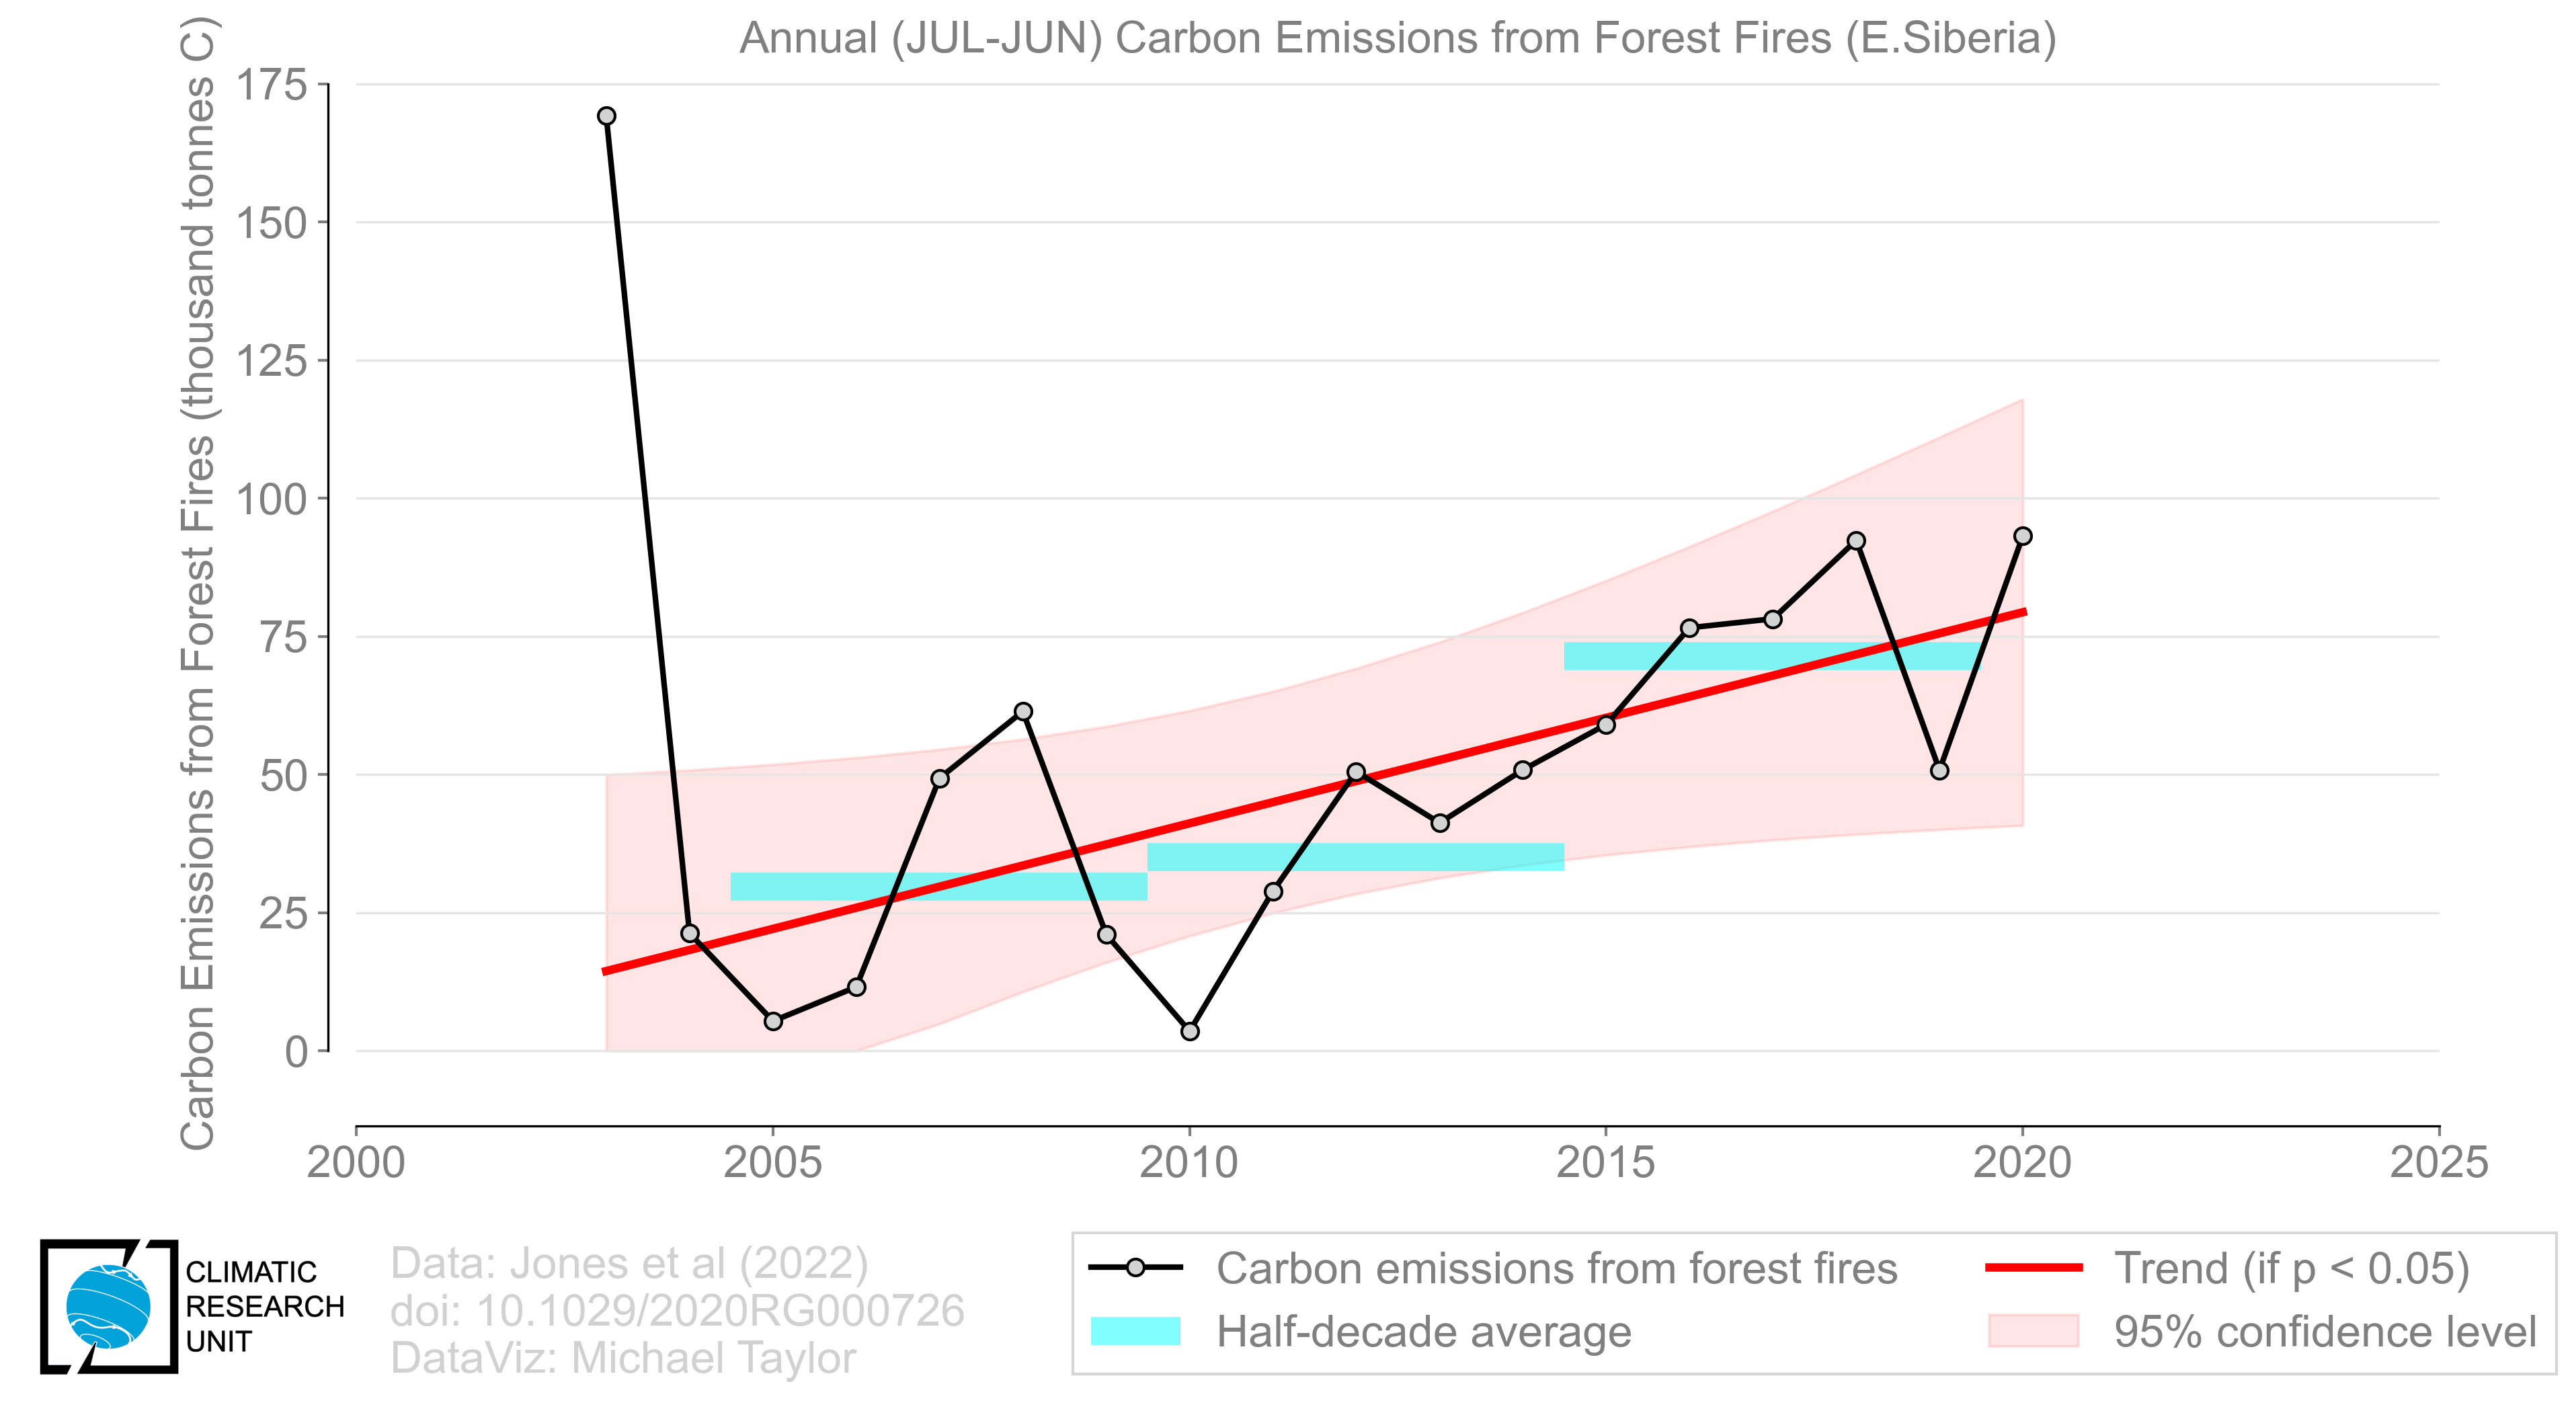 Annual (JUL-JUN) Carbon Emissions from Forest Fires (E.Siberia)
Carbon Emissions from Forest Fires (thousand tonnes C)
175
150
125
100
75
50
25
0
2000
2005
2010
2015
2020
2025
CLIMATIC
RESEARCH
UNIT
Data: Jones et al (2022)
doi: 10.1029/2020RG000726
DataViz: Michael Taylor
Carbon emissions from forest fires
Half-decade average
Trend (if p < 0.05)
95% confidence level